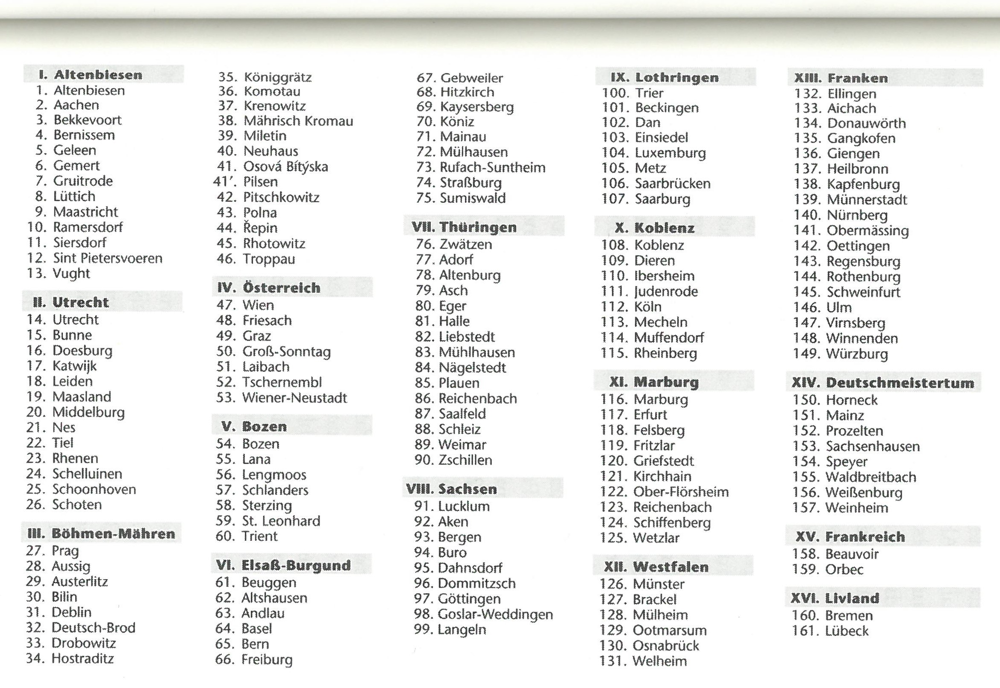 I. Altenbiesen
1. Altenbiesen
2. Aachen
3. Bekkevoort
4. Bernissem
5. Geleen
6. Gemert
7. Gruitrode
8. Lüttich
9. Maastricht
10. Ramersdorf
11. Siersdorf
12. Sint Pietersvoeren
13. Vught
II. Utrecht
14. Utrecht
15. Bunne
16. Doesburg
17. Katwijk
18. Leiden
19. Maasland
20. Middelburg
21. Nes
22. Tiel
23. Rhenen
24. Schelluinen
25. Schoonhoven
26. Schoten
III. Böhmen-Mähren
27. Prag
28. Aussig
29. Austerlitz
30. Bilin
31. Deblin
32. Deutsch-Brod
33. Drobowitz
34. Hostraditz
35. Königgrätz
36. Komotau
37. Krenowitz
38. Mährisch Kromau
39. Miletin
40. Neuhaus
41. Osová Bítýska
41′. Pilsen
42. Pitschkowitz
43. Polna
44. Řepin
45. Rhotowitz
46. Troppau
IV. Österreich
47. Wien
48. Friesach
49. Graz
50. Groß-Sonntag
51. Laibach
52. Tschernembl
53. Wiener-Neustadt
V. Bozen
54. Bozen
55. Lana
56. Lengmoos
57. Schlanders
58. Sterzing
59. St. Leonhard
60. Trient
VI. Elsaß-Burgund
61. Beuggen
62. Altshausen
63. Andlau
64. Basel
65. Bern
66. Freiburg
67. Gebweiler
68. Hitzkirch
69. Kaysersberg
70. Köniz
71. Mainau
72. Mülhausen
73. Rufach-Suntheim
74. Straßburg
75. Sumiswald
VII. Thüringen
76. Zwätzen
77. Adorf
78. Altenburg
79. Asch
80. Eger
81. Halle
82. Liebstedt
83. Mühlhausen
84. Nägelstedt
85. Plauen
86. Reichenbach
87. Saalfeld
88. Schleiz
89. Weimar
90. Zschillen
VIII. Sachsen
91. Lucklum
92. Aken
93. Bergen
94. Buro
95. Dahnsdorf
96. Dommitzsch
97. Göttingen
98. Goslar-Weddingen
99. Langeln
IX. Lothringen
100. Trier
101. Beckingen
102. Dan
103. Einsiedel
104. Luxemburg
105. Metz
106. Saarbrücken
107. Saarburg
X. Koblenz
108. Koblenz
109. Dieren
110. Ibersheim
111. Judenrode
112. Köln
113. Mecheln
114. Muffendorf
115. Rheinberg
XI. Marburg
116. Marburg
117. Erfurt
118. Felsberg
119. Fritzlar
120. Griefstedt
121. Kirchhain
122. Ober-Flörsheim
123. Reichenbach
124. Schiffenberg
125. Wetzlar
XII. Westfalen
126. Münster
127. Brackel
128. Mülheim
129. Ootmarsum
130. Osnabrück
131. Welheim
XIII. Franken
132. Ellingen
133. Aichach
134. Donauwörth
135. Gangkofen
136. Giengen
137. Heilbronn
138. Kapfenburg
139. Münnerstadt
140. Nürnberg
141. Obermässing
142. Oettingen
143. Regensburg
144. Rothenburg
145. Schweinfurt
146. Ulm
147. Virnsberg
148. Winnenden
149. Würzburg
XIV. Deutschmeistertum
150. Horneck
151. Mainz
152. Prozelten
153. Sachsenhausen
154. Speyer
155. Waldbreitbach
156. Weißenburg
157. Weinheim
XV. Frankreich
158. Beauvoir
159. Orbec
XVI. Livland
160. Bremen
161. Lübeck